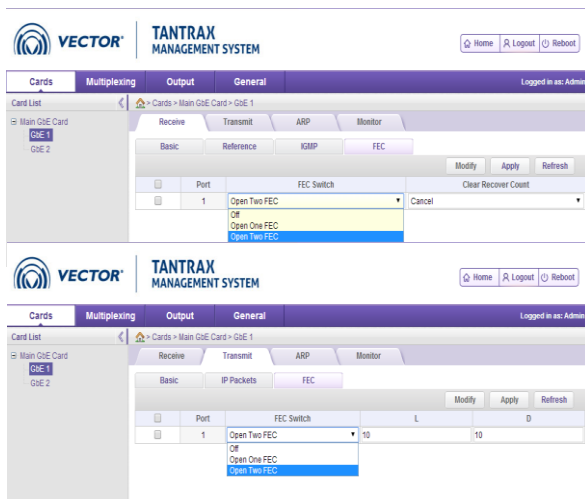 VECTOR®
TANTRAX
MANAGEMENT SYSTEM
Home Logout Reboot
Cards Multiplexing Output General
Logged in as: Admin
Card List
> Cards > Main GbE Card > GbE 1
Main GbE Card
GbE 1
GbE 2
Receive Transmit ARP Monitor
Basic Reference IGMP FEC
Modify Apply Refresh
Port FEC Switch Clear Recover Count
1 Open Two FEC Cancel
Off
Open One FEC
Open Two FEC
VECTOR®
TANTRAX
MANAGEMENT SYSTEM
Home Logout Reboot
Cards Multiplexing Output General
Logged in as: Admin
Card List
> Cards > Main GbE Card > GbE 1
Main GbE Card
GbE 1
GbE 2
Receive Transmit ARP Monitor
Basic IP Packets FEC
Modify Apply Refresh
Port FEC Switch L D
1 Open Two FEC 10 10
Off
Open One FEC
Open Two FEC